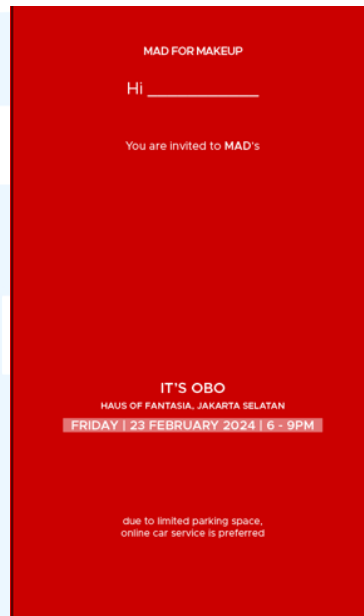 MAD FOR MAKEUP
Hi ____________
You are invited to MAD's
IT'S OBO
HAUS OF FANTASIA, JAKARTA SELATAN
FRIDAY | 23 FEBRUARY 2024 | 6 - 9PM
due to limited parking space,
online car service is preferred